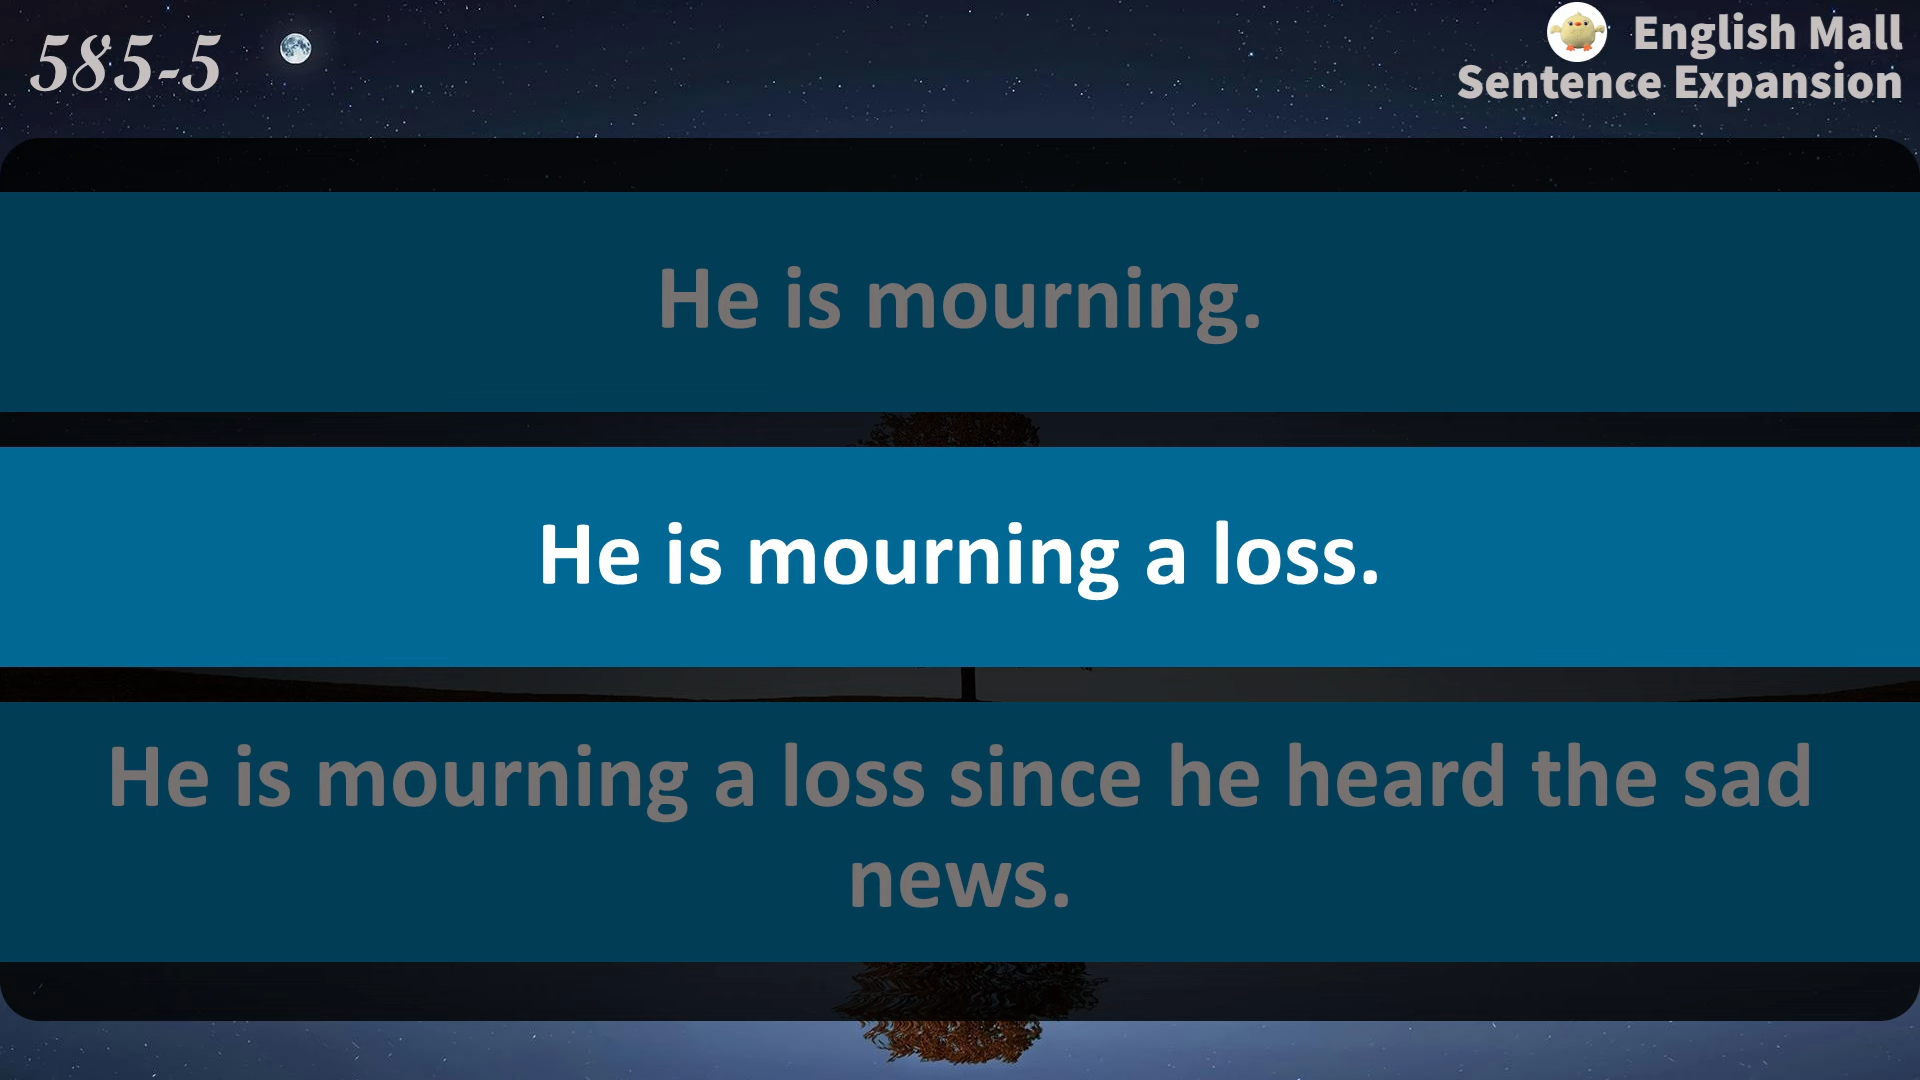 585-5
English Mall
Sentence Expansion
He is mourning.
He is mourning a loss.
He is mourning a loss since he heard the sad
news.